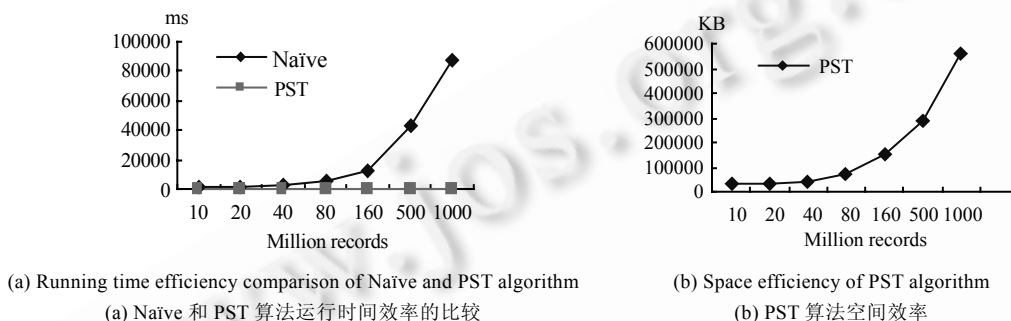 ms
100000
80000
60000
40000
20000
0
Naïve
PST
10 20 40 80 160 500 1000
Million records
(a) Running time efficiency comparison of Naïve and PST algorithm
(a) Naïve 和 PST 算法运行时间效率的比较
KB
600000
500000
400000
300000
200000
100000
0
PST
10 20 40 80 160 500 1000
Million records
(b) Space efficiency of PST algorithm
(b) PST 算法空间效率